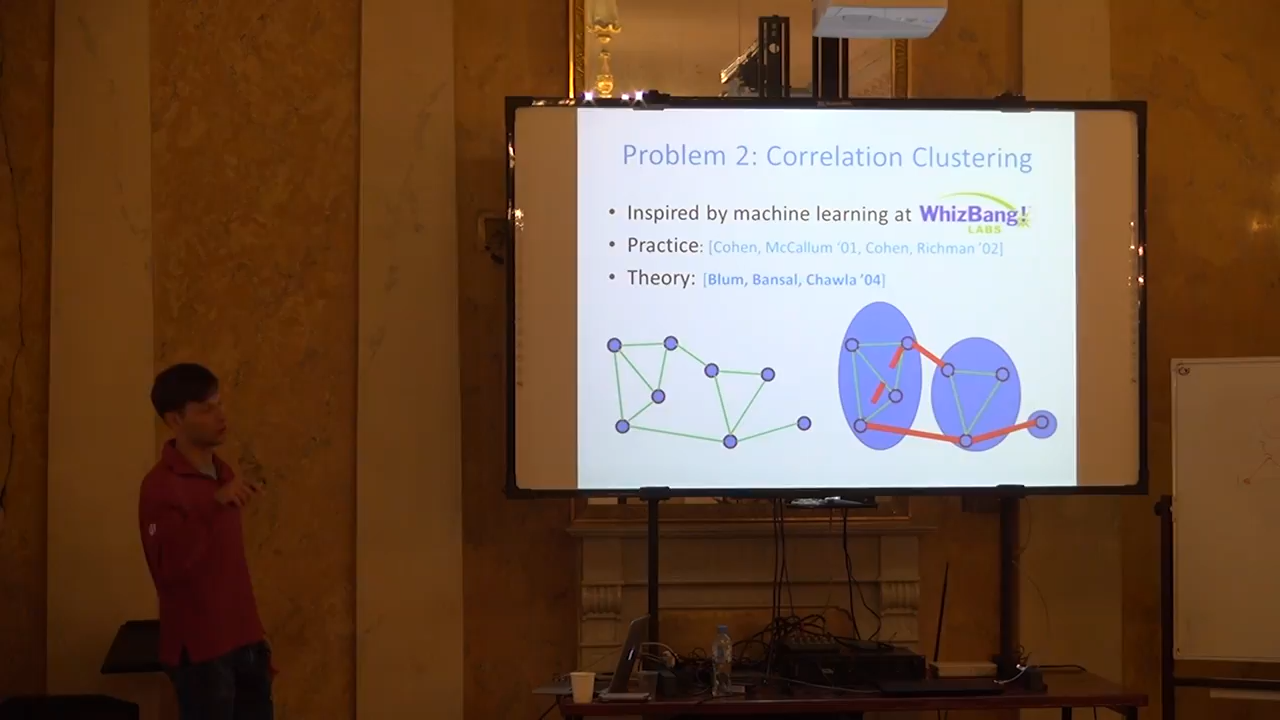 Problem 2: Correlation Clustering
• Inspired by machine learning at WhizBang!
LABS
• Practice: [Cohen, McCallum '01, Cohen, Richman '02]
• Theory: [Blum, Bansal, Chawla '04]